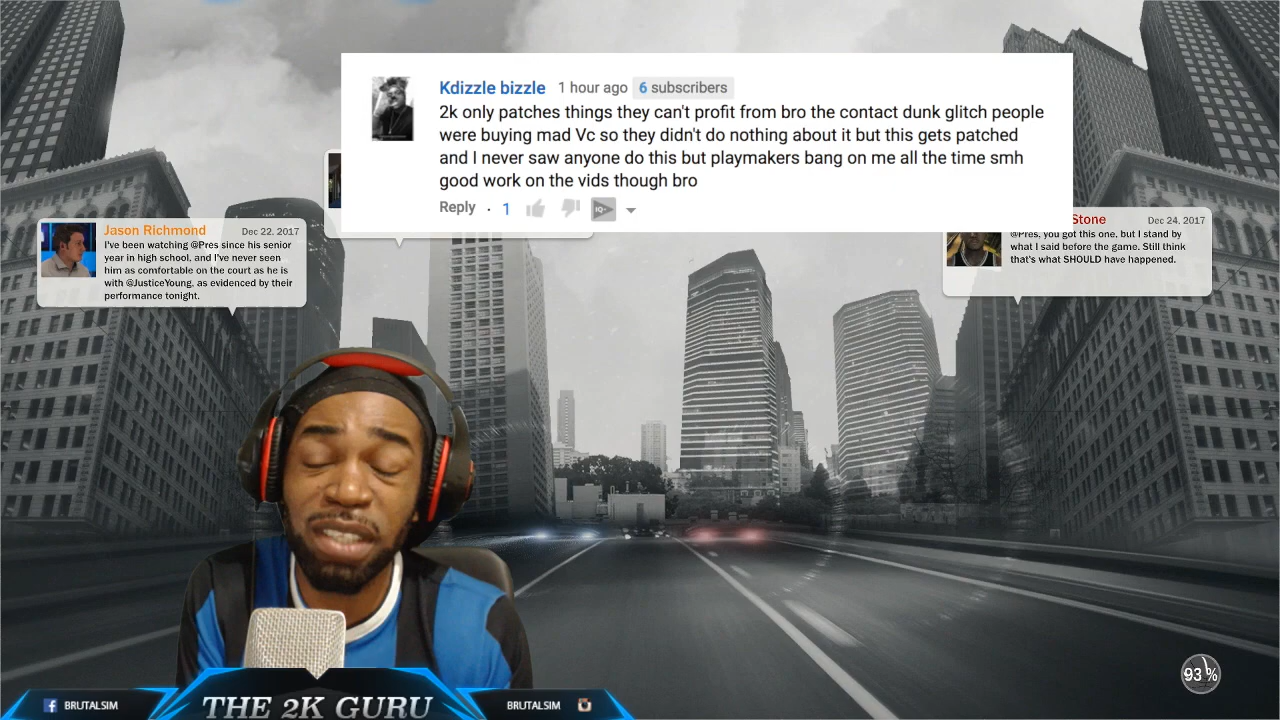 Kdizzle bizzle 1 hour ago 6 subscribers
2k only patches things they can't profit from bro the contact dunk glitch people
were buying mad Vc so they didn't do nothing about it but this gets patched
and I never saw anyone do this but playmakers bang on me all the time smh
good work on the vids though bro
Reply · 1 IQ+
Jason Richmond Dec 22. 2017
I've been watching @Pres since his senior
year in high school, and I've never seen
him as comfortable on the court as he is
with @JusticeYoung, as evidenced by their
performance tonight.
Stone Dec 24, 2017
@Pres, you got this one, but I stand by
what I said before the game. Still think
that's what SHOULD have happened.
93 %
BRUTALSIM
THE 2K GURU
BRUTALSIM